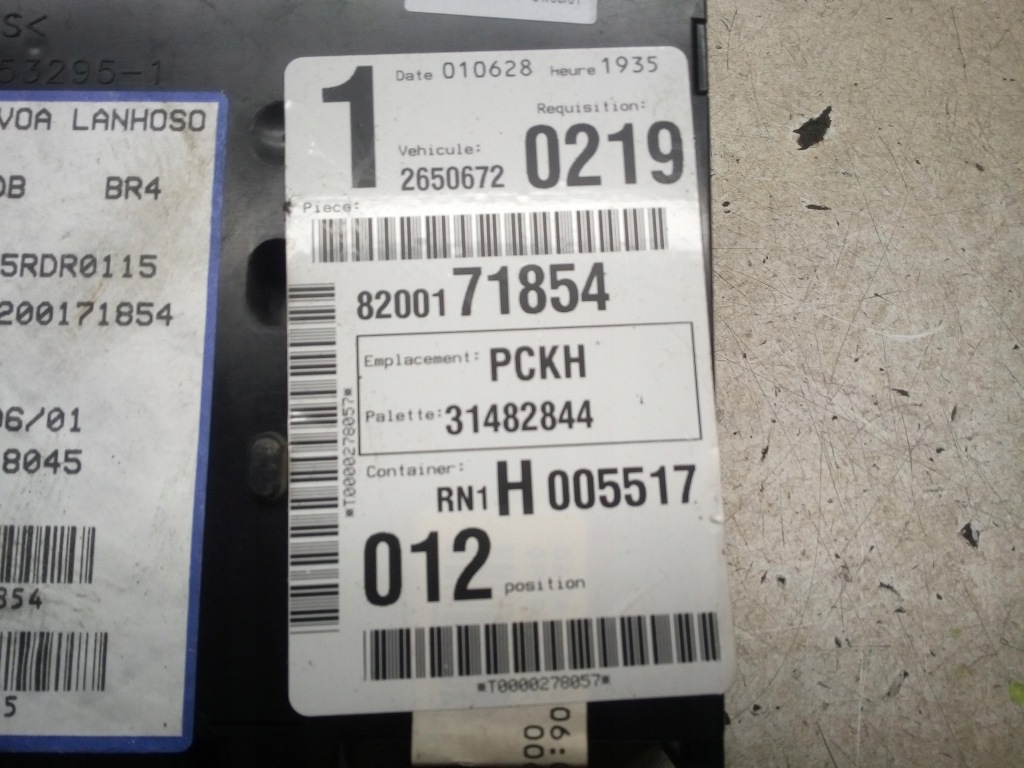 S<
53295-1
VOA LANHOSO
DB BR4
5RDR0115
200171854
06/01
8045
854
5
1
Date 010628 heure 1935
Requisition:
0219
Vehicule:
2650672
Piece:
8200171854
Emplacement: PCKH
Palette: 31482844
Container:
RN1 H 005517
012 position
*T0000278057*
*T0000278057*